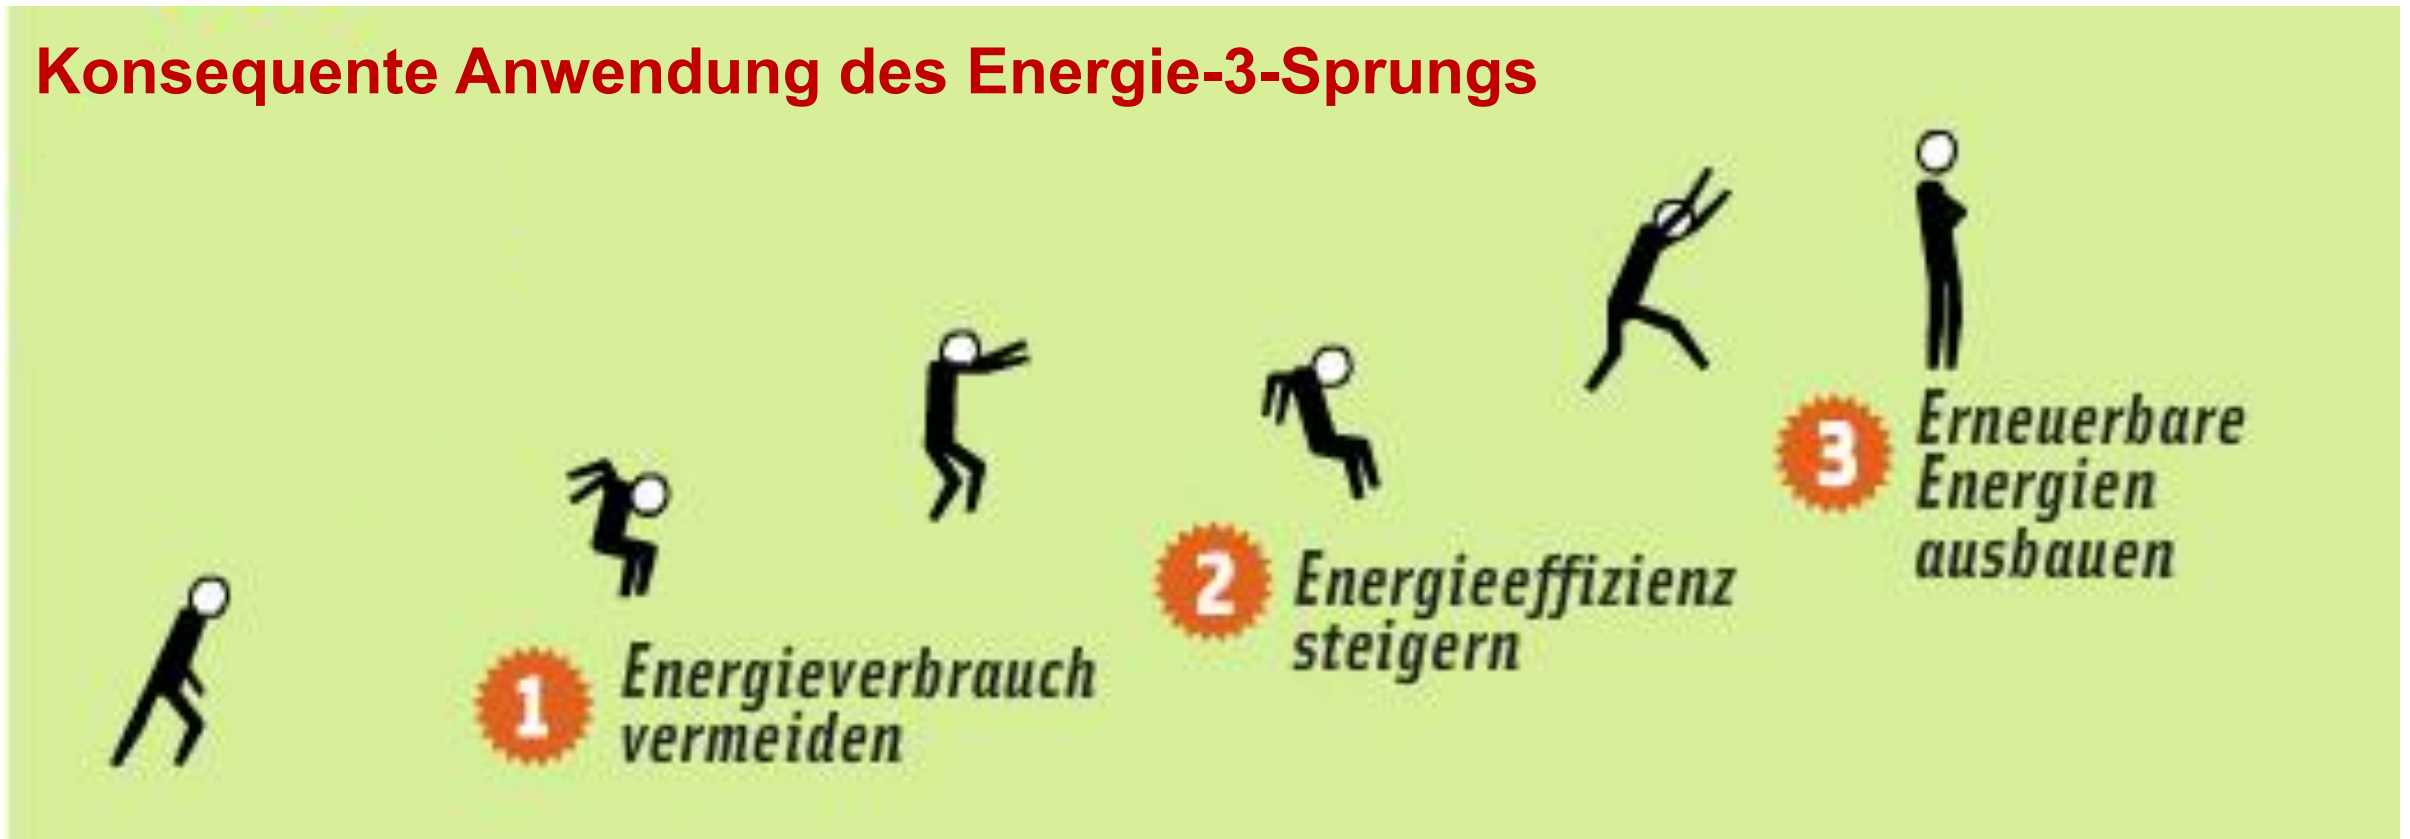 Konsequente Anwendung des Energie-3-Sprungs
1
Energieverbrauch
vermeiden
2
Energieeffizienz
steigern
3
Erneuerbare
Energien
ausbauen